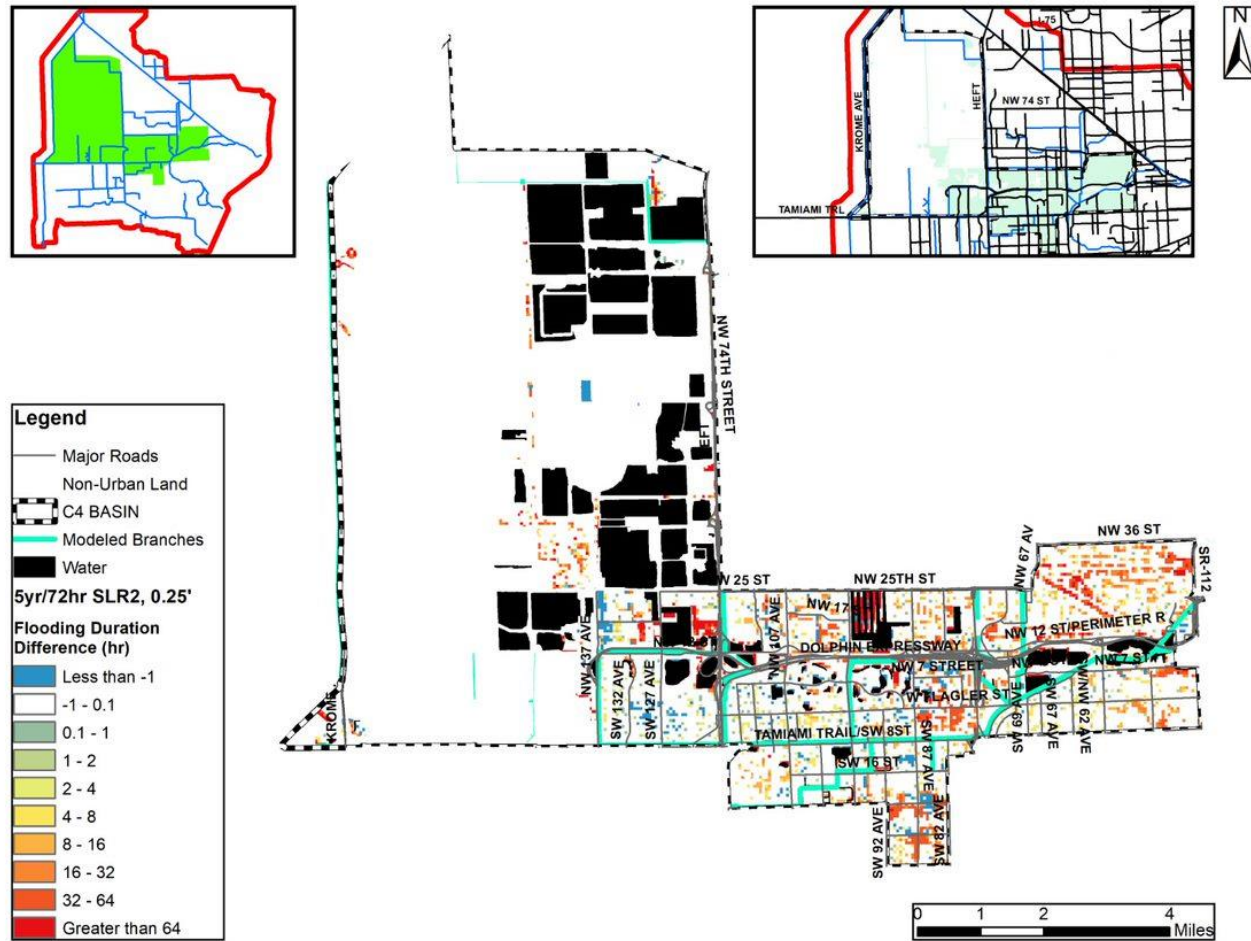 N
I-75
KROME AVE
HEFT
NW 74 ST
TAMIAMI TRL
NW 74TH STREET
Legend
Major Roads
Non-Urban Land
C4 BASIN
Modeled Branches
Water
5yr/72hr SLR2, 0.25'
Flooding Duration
Difference (hr)
Less than -1
-1 - 0.1
0.1 - 1
1 - 2
2 - 4
4 - 8
8 - 16
16 - 32
32 - 64
Greater than 64
KROME
NW 36 ST
NW 67 AV
SR-112
W 25 ST
NW 25TH ST
NW 17
NW 12 ST/PERIMETER R
NW 137 AVE
NW 107 AVE
DOLPHIN EXPRESSWAY
NW 7 STREET
NW 7 ST
SW 132 AVE
SW 127 AVE
W FLAGLER ST
SW 69 AVE
SW 67 AVE
SW/NW 62 AVE
TAMIAMI TRAIL/SW 8ST
SW 16 ST
SW 87 AVE
SW 92 AVE
SW 82 AVE
0 1 2 4
Miles